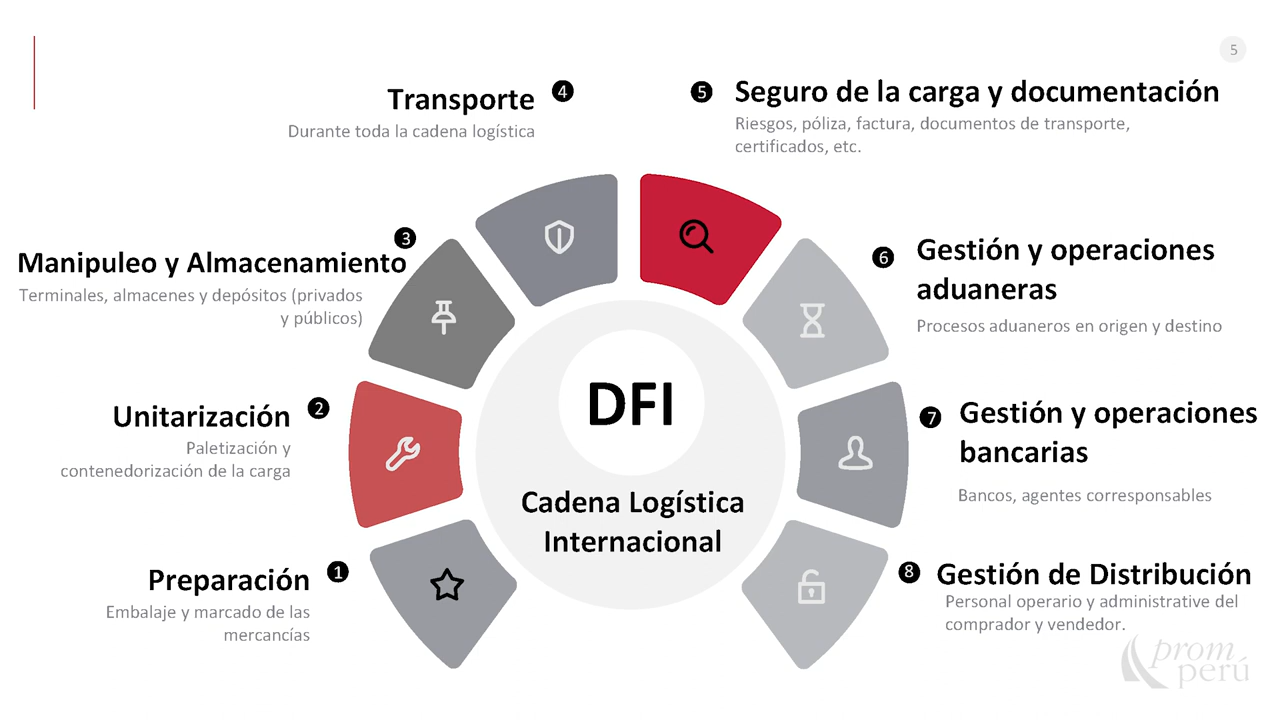 5
4
Transporte
Durante toda la cadena logística
5
Seguro de la carga y documentación
Riesgos, póliza, factura, documentos de transporte,
certificados, etc.
3
Manipuleo y Almacenamiento
Terminales, almacenes y depósitos (privados
y públicos)
6
Gestión y operaciones
aduaneras
Procesos aduaneros en origen y destino
2
Unitarización
Paletización y
contenedorización de la carga
DFI
Cadena Logística
Internacional
7
Gestión y operaciones
bancarias
Bancos, agentes corresponsables
1
Preparación
Embalaje y marcado de las
mercancías
8
Gestión de Distribución
Personal operario y administrative del
comprador y vendedor.
prom
perú